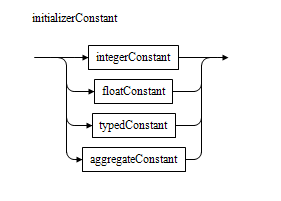 initializerConstant
integerConstant
floatConstant
typedConstant
aggregateConstant